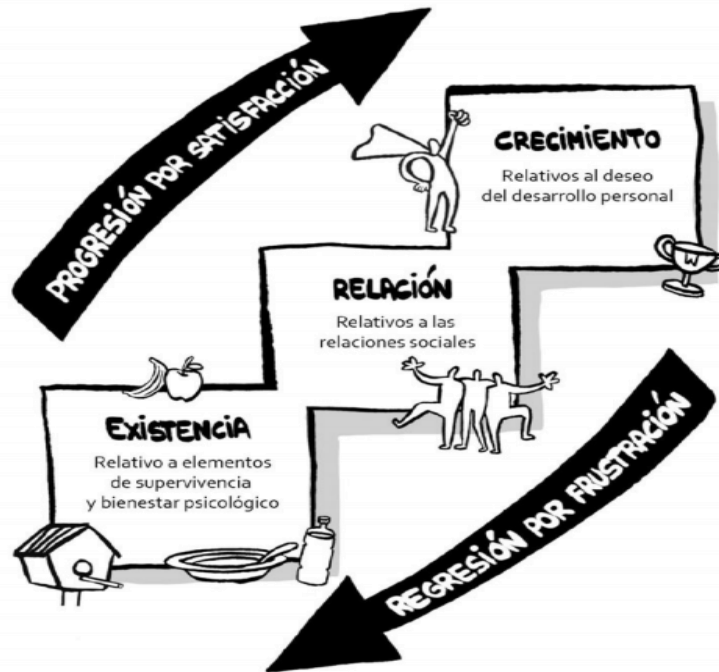 PROGRESIÓN POR SATISFACCIÓN
CRECIMIENTO
Relativos al deseo
del desarrollo personal
RELACIÓN
Relativos a las
relaciones sociales
EXISTENCIA
Relativo a elementos
de supervivencia
y bienestar psicológico
REGRESIÓN POR FRUSTRACIÓN